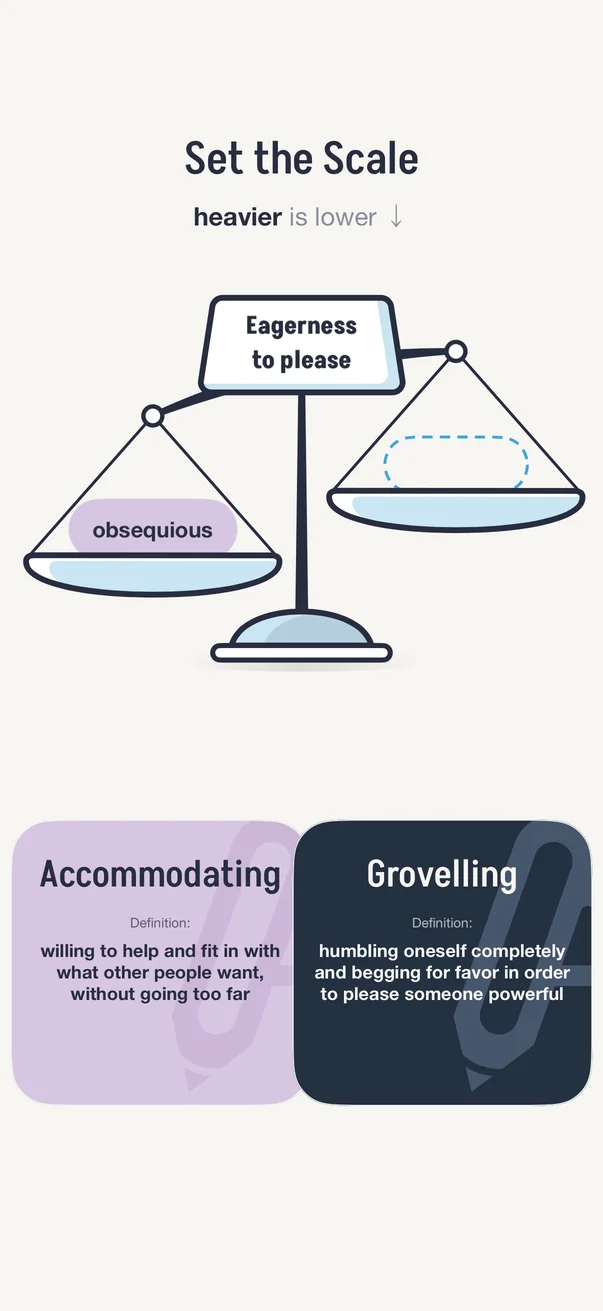 Set the Scale
heavier is lower ↓
Eagerness
to please
obsequious
Accommodating
Definition:
willing to help and fit in with
what other people want,
without going too far
Grovelling
Definition:
humbling oneself completely
and begging for favor in order
to please someone powerful